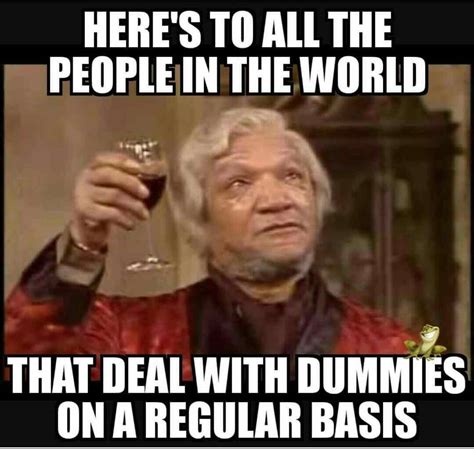 HERE'S TO ALL THE
PEOPLE IN THE WORLD
THAT DEAL WITH DUMMIES
ON A REGULAR BASIS